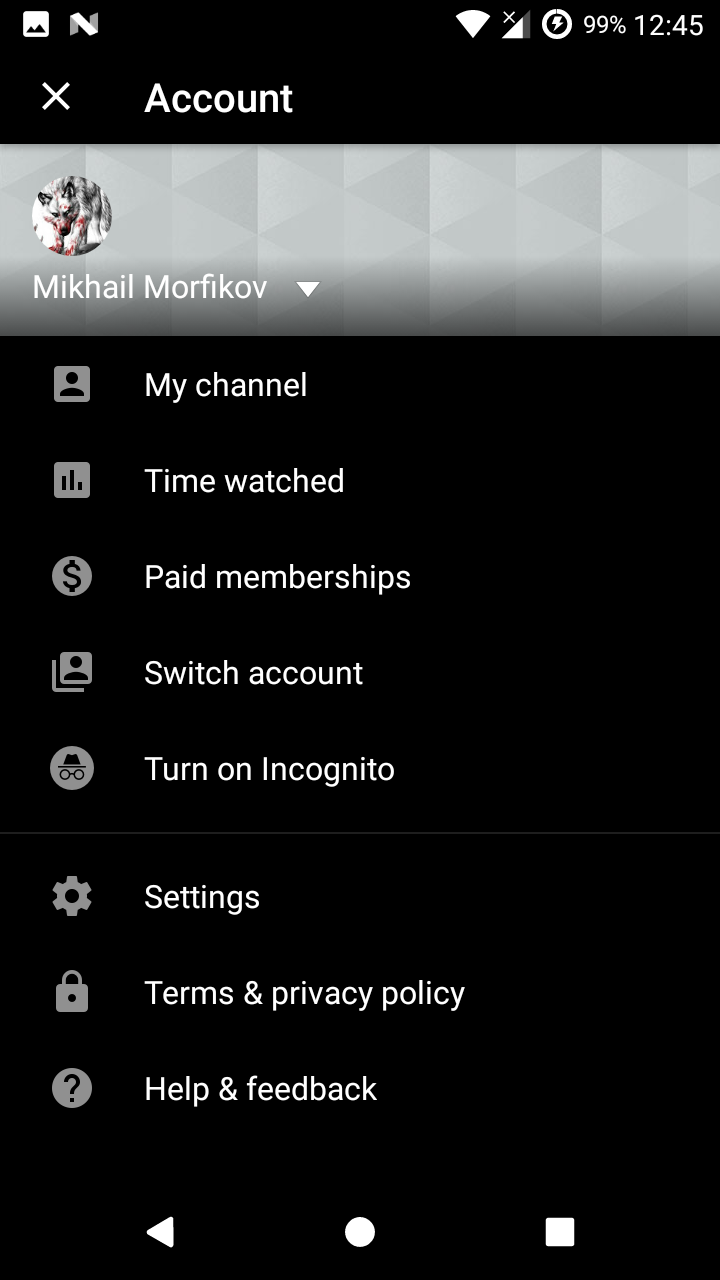 99% 12:45
Account
Mikhail Morfikov
My channel
Time watched
Paid memberships
Switch account
Turn on Incognito
Settings
Terms & privacy policy
Help & feedback